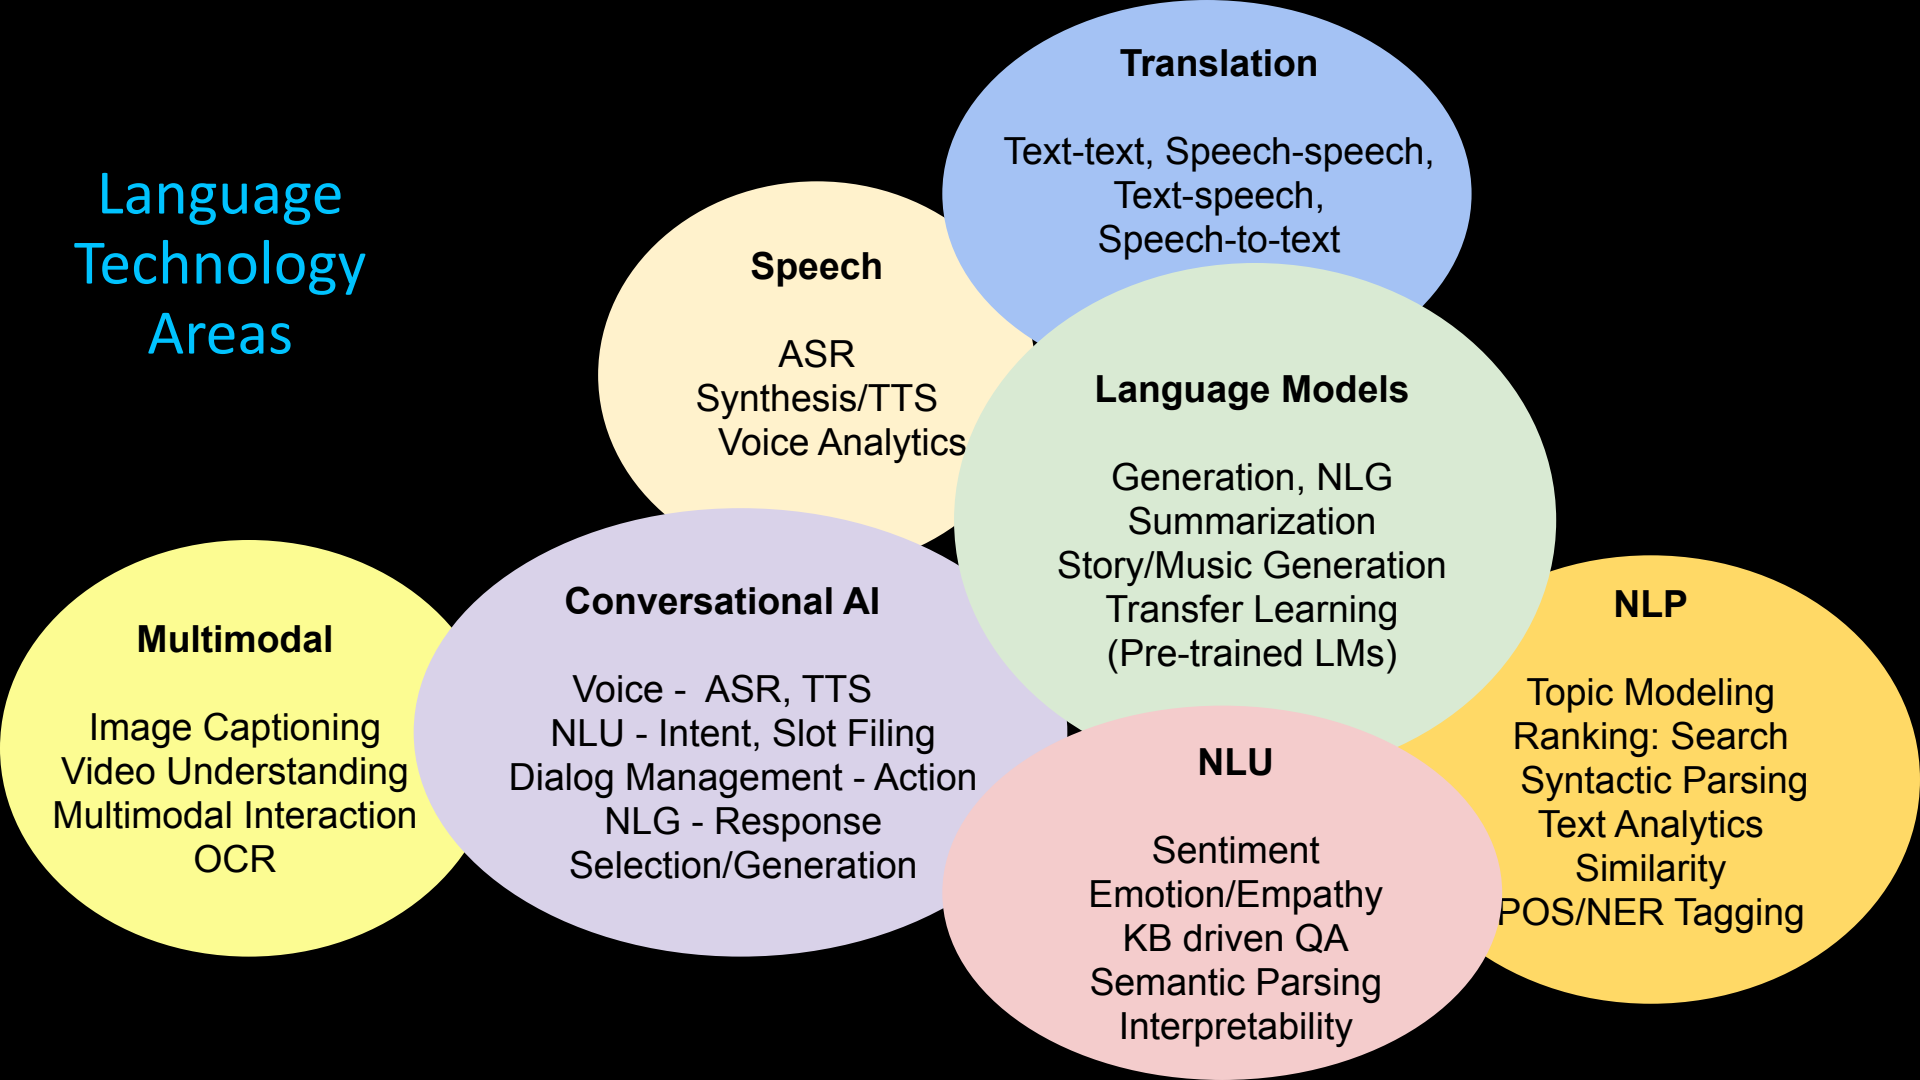 Language
Technology
Areas
Translation
Text-text, Speech-speech,
Text-speech,
Speech-to-text
Speech
ASR
Synthesis/TTS
Voice Analytics
Language Models
Generation, NLG
Summarization
Story/Music Generation
Transfer Learning
(Pre-trained LMs)
Multimodal
Image Captioning
Video Understanding
Multimodal Interaction
OCR
Conversational AI
Voice - ASR, TTS
NLU - Intent, Slot Filing
Dialog Management - Action
NLG - Response
Selection/Generation
NLU
Sentiment
Emotion/Empathy
KB driven QA
Semantic Parsing
Interpretability
NLP
Topic Modeling
Ranking: Search
Syntactic Parsing
Text Analytics
Similarity
POS/NER Tagging